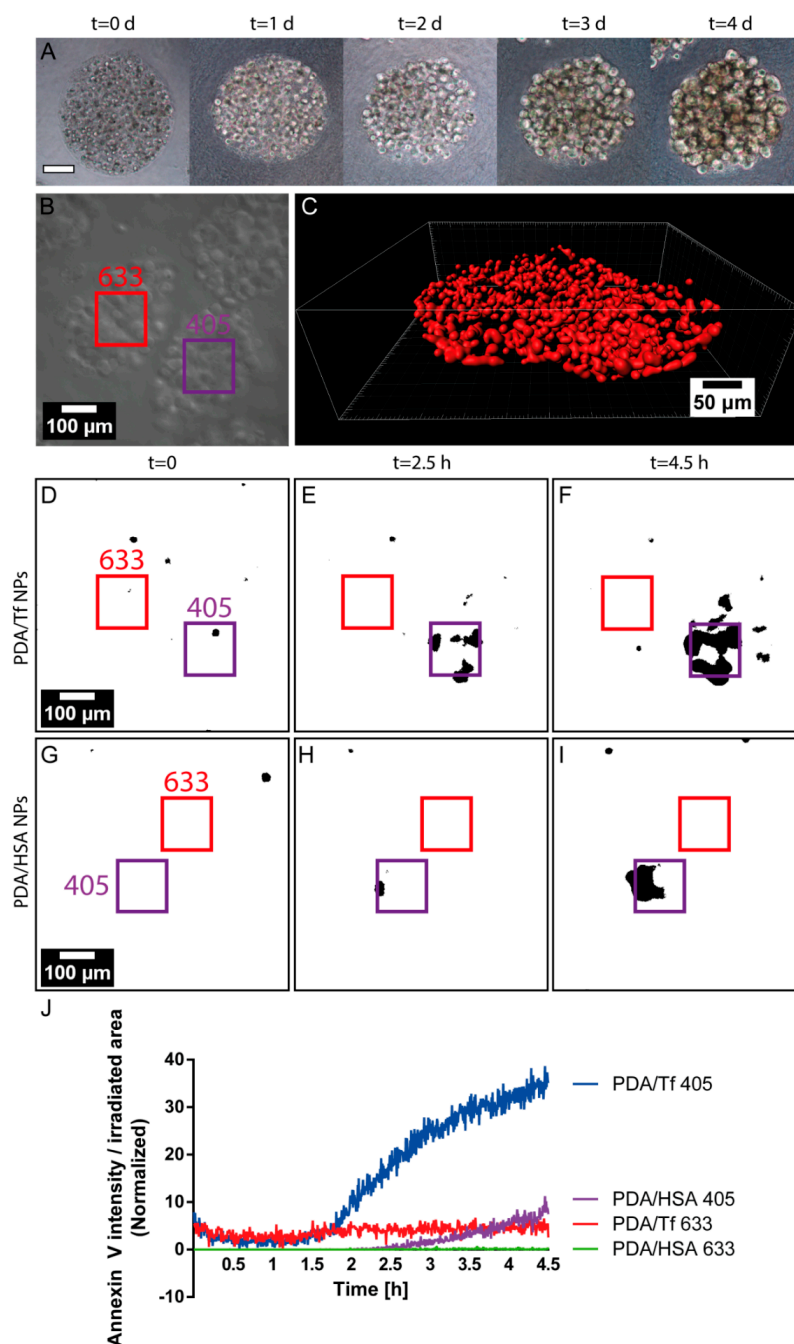 t=0 d t=1 d t=2 d t=3 d t=4 d
A
B C
633
405
100 µm
50 µm
t=0 t=2.5 h t=4.5 h
PDA/Tf NPs
D E F
633
405
100 µm
PDA/HSA NPs
G H I
633
405
100 µm
J
Annexin V intensity / irradiated area
(Normalized)
40
30
20
10
0
-10
0.5 1 1.5 2 2.5 3 3.5 4 4.5
Time [h]
PDA/Tf 405
PDA/HSA 405
PDA/Tf 633
PDA/HSA 633